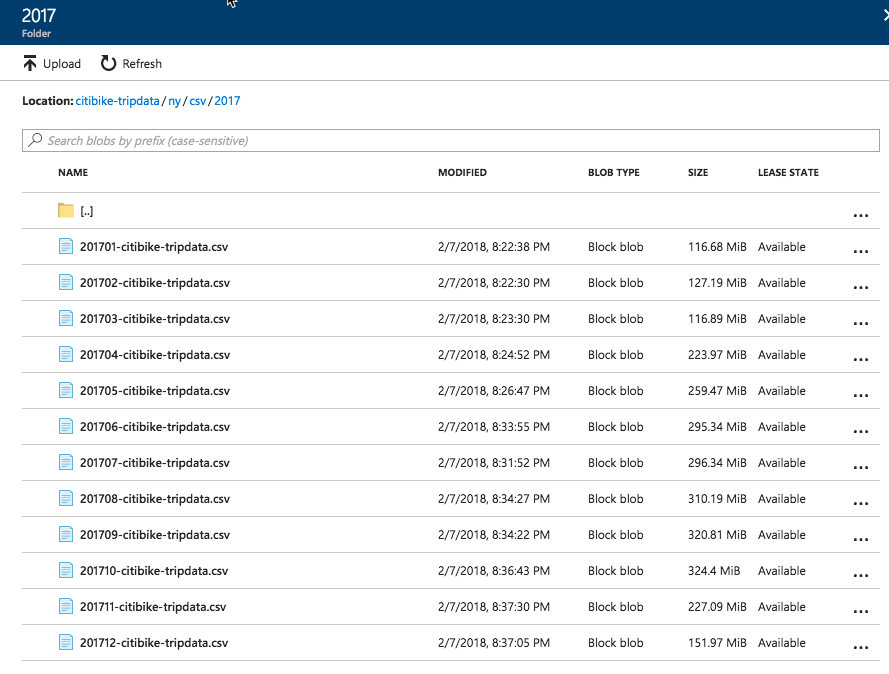 2017
Folder
Upload Refresh
Location: citibike-tripdata / ny / csv / 2017
Search blobs by prefix (case-sensitive)
NAME MODIFIED BLOB TYPE SIZE LEASE STATE
[..] ...
201701-citibike-tripdata.csv 2/7/2018, 8:22:38 PM Block blob 116.68 MiB Available ...
201702-citibike-tripdata.csv 2/7/2018, 8:22:30 PM Block blob 127.19 MiB Available ...
201703-citibike-tripdata.csv 2/7/2018, 8:23:30 PM Block blob 116.89 MiB Available ...
201704-citibike-tripdata.csv 2/7/2018, 8:24:52 PM Block blob 223.97 MiB Available ...
201705-citibike-tripdata.csv 2/7/2018, 8:26:47 PM Block blob 259.47 MiB Available ...
201706-citibike-tripdata.csv 2/7/2018, 8:33:55 PM Block blob 295.34 MiB Available ...
201707-citibike-tripdata.csv 2/7/2018, 8:31:52 PM Block blob 296.34 MiB Available ...
201708-citibike-tripdata.csv 2/7/2018, 8:34:27 PM Block blob 310.19 MiB Available ...
201709-citibike-tripdata.csv 2/7/2018, 8:34:22 PM Block blob 320.81 MiB Available ...
201710-citibike-tripdata.csv 2/7/2018, 8:36:43 PM Block blob 324.4 MiB Available ...
201711-citibike-tripdata.csv 2/7/2018, 8:37:30 PM Block blob 227.09 MiB Available ...
201712-citibike-tripdata.csv 2/7/2018, 8:37:05 PM Block blob 151.97 MiB Available ...